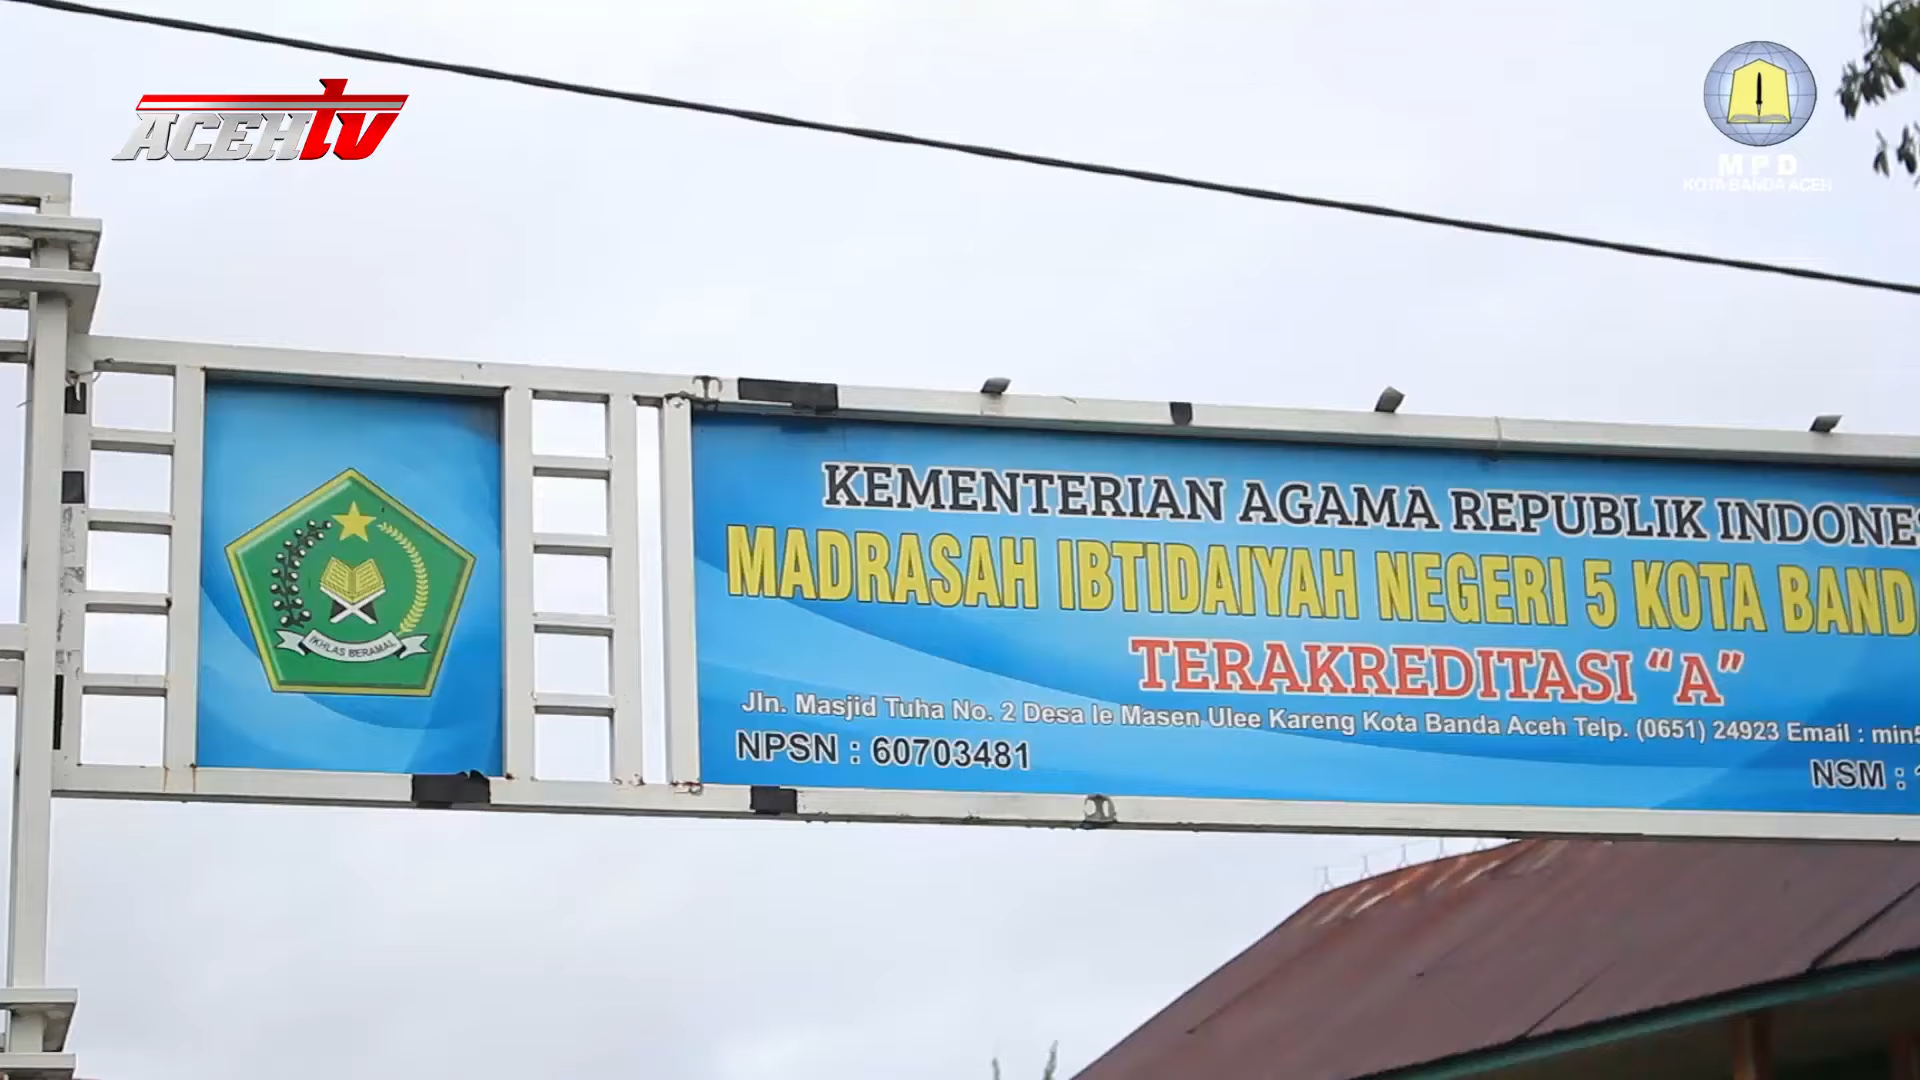 ACEHTV
MPD
KOTA BANDA ACEH
IKHLAS BERAMAL
KEMENTERIAN AGAMA REPUBLIK INDONES
MADRASAH IBTIDAIYAH NEGERI 5 KOTA BAND
TERAKREDITASI “A”
Jln. Masjid Tuha No. 2 Desa Ie Masen Ulee Kareng Kota Banda Aceh Telp. (0651) 24923 Email : min5
NPSN : 60703481
NSM :